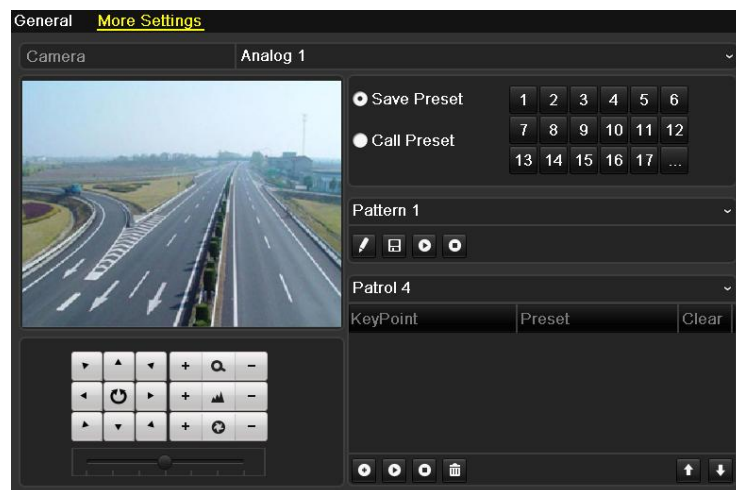 General More Settings
Camera Analog 1
Save Preset 1 2 3 4 5 6
Call Preset 7 8 9 10 11 12
13 14 15 16 17 ...
Pattern 1
Patrol 4
KeyPoint Preset Clear
+ −
+ −
+ −